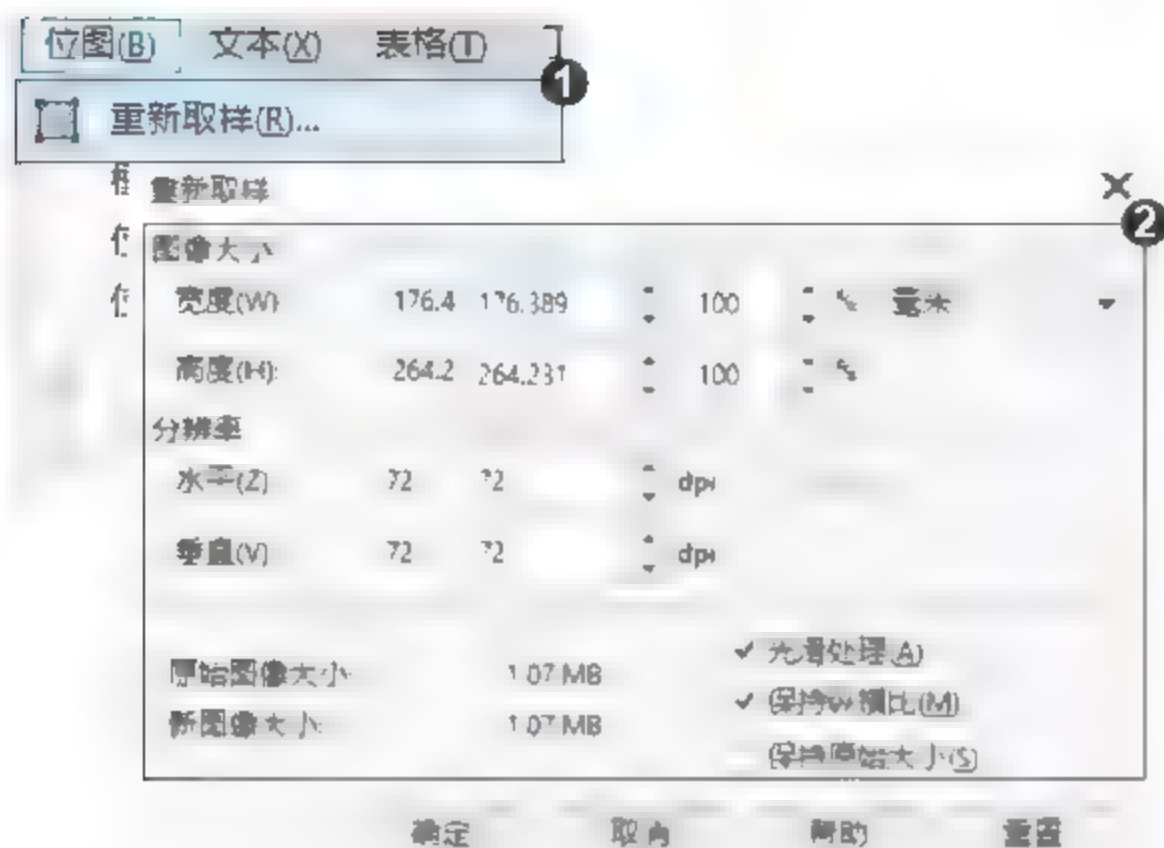 位图(B) 文本(X) 表格(T)
1
重新取样(R)...
重新取样
2
图像大小
宽度(W) 176.4 176.389 100 % 毫米
高度(H): 264.2 264.231 100 %
分辨率
水平(Z) 72 72 dpi
垂直(V) 72 72 dpi
原始图像大小 1.07 MB
新图像大小 1.07 MB
光滑处理(A)
保持纵横比(M)
保持原始大小(S)
确定 取消 帮助 重置